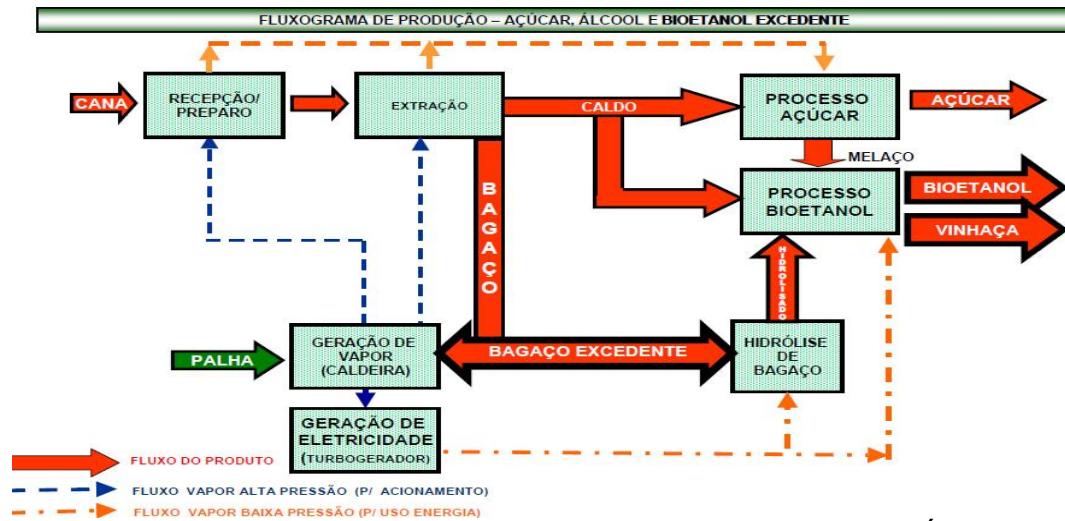 FLUXOGRAMA DE PRODUÇÃO – AÇÚCAR, ÁLCOOL E BIOETANOL EXCEDENTE
CANA
RECEPÇÃO/
PREPARO
EXTRAÇÃO
CALDO
PROCESSO
AÇÚCAR
AÇÚCAR
MELAÇO
BAGAÇO
PROCESSO
BIOETANOL
BIOETANOL
VINHAÇA
HIDROLISADO
PALHA
GERAÇÃO DE
VAPOR
(CALDEIRA)
BAGAÇO EXCEDENTE
HIDRÓLISE
DE
BAGAÇO
GERAÇÃO DE
ELETRICIDADE
(TURBOGERADOR)
FLUXO DO PRODUTO
FLUXO VAPOR ALTA PRESSÃO (P/ ACIONAMENTO)
FLUXO VAPOR BAIXA PRESSÃO (P/ USO ENERGIA)